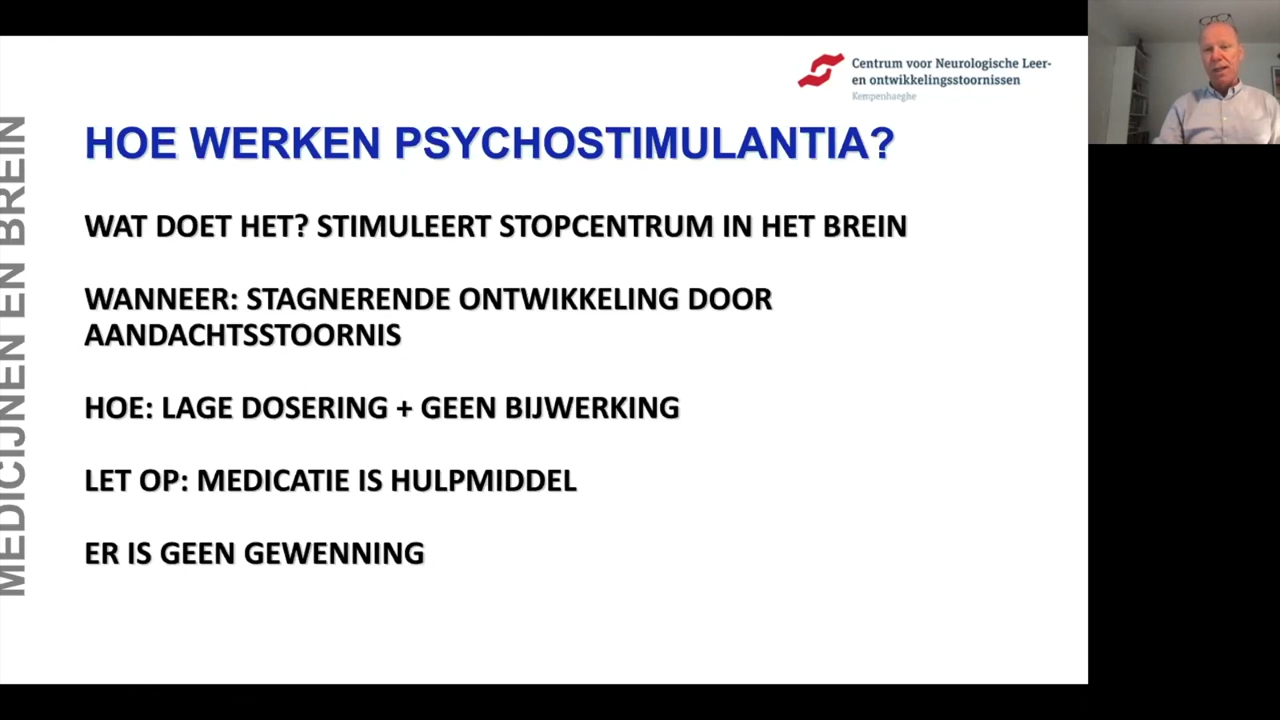 Centrum voor Neurologische Leer-
en ontwikkelingsstoornissen
Kempenhaeghe
HOE WERKEN PSYCHOSTIMULANTIA?
WAT DOET HET? STIMULEERT STOPCENTRUM IN HET BREIN
WANNEER: STAGNERENDE ONTWIKKELING DOOR
AANDACHTSSTOORNIS
HOE: LAGE DOSERING + GEEN BIJWERKING
LET OP: MEDICATIE IS HULPMIDDEL
ER IS GEEN GEWENNING
MEDICIJNEN EN BREIN